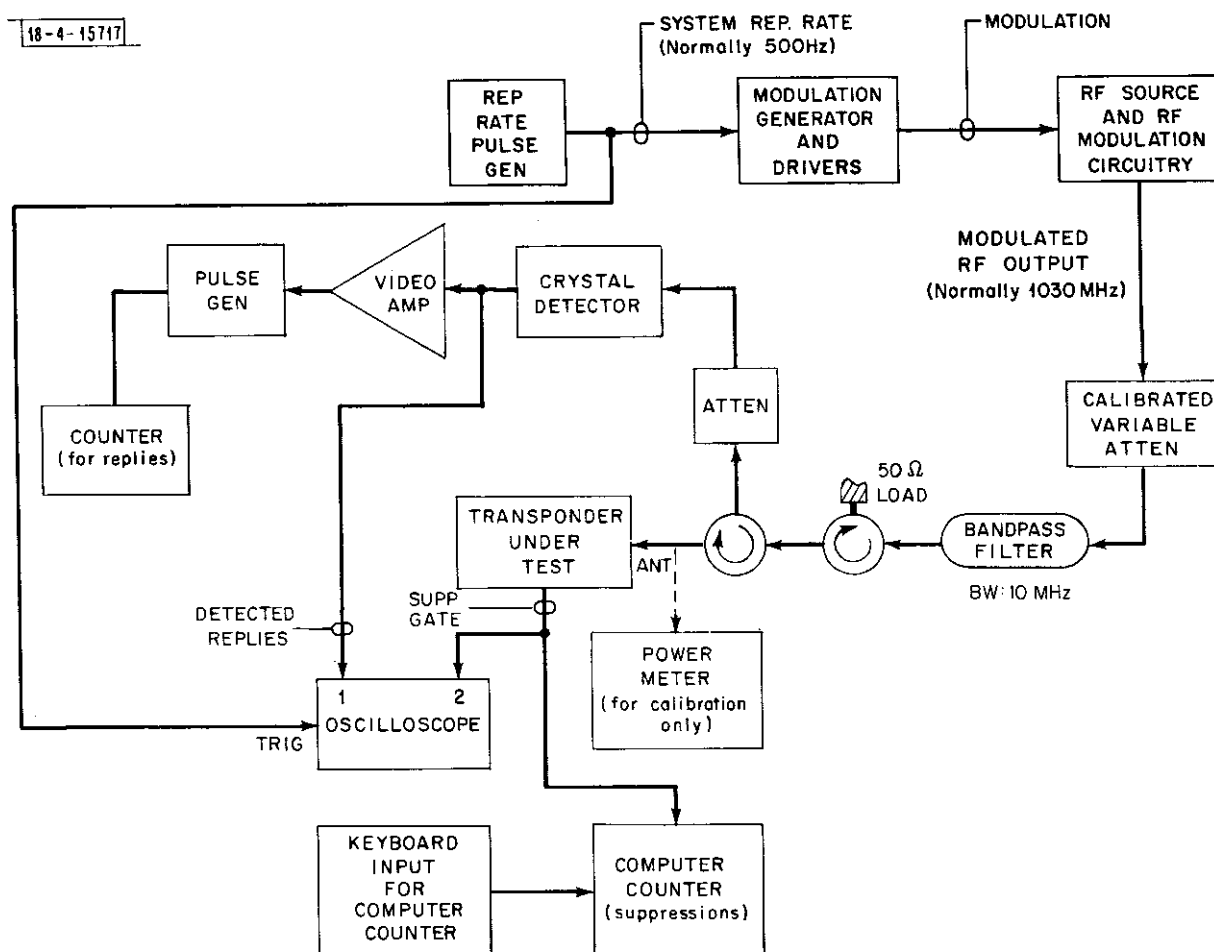 18-4-15717
SYSTEM REP. RATE
(Normally 500Hz)
MODULATION
REP
RATE
PULSE
GEN
MODULATION
GENERATOR
AND
DRIVERS
RF SOURCE
AND RF
MODULATION
CIRCUITRY
MODULATED
RF OUTPUT
(Normally 1030 MHz)
PULSE
GEN
VIDEO
AMP
CRYSTAL
DETECTOR
ATTEN
CALIBRATED
VARIABLE
ATTEN
COUNTER
(for replies)
50 Ω
LOAD
TRANSPONDER
UNDER
TEST
ANT
BANDPASS
FILTER
BW: 10 MHz
SUPP
GATE
DETECTED
REPLIES
POWER
METER
(for calibration
only)
1 2
OSCILLOSCOPE
TRIG
KEYBOARD
INPUT
FOR
COMPUTER
COUNTER
COMPUTER
COUNTER
(suppressions)